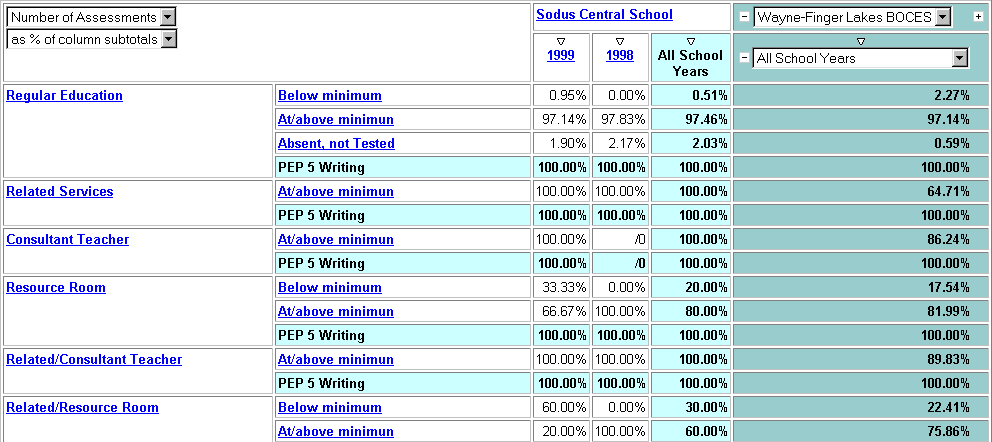 Number of Assessments Sodus Central School − Wayne-Finger Lakes BOCES +
as % of column subtotals 1999 1998 All School Years − All School Years
Regular Education Below minimum 0.95% 0.00% 0.51% 2.27%
At/above minimun 97.14% 97.83% 97.46% 97.14%
Absent, not Tested 1.90% 2.17% 2.03% 0.59%
PEP 5 Writing 100.00% 100.00% 100.00% 100.00%
Related Services At/above minimun 100.00% 100.00% 100.00% 64.71%
PEP 5 Writing 100.00% 100.00% 100.00% 100.00%
Consultant Teacher At/above minimun 100.00% /0 100.00% 86.24%
PEP 5 Writing 100.00% /0 100.00% 100.00%
Resource Room Below minimum 33.33% 0.00% 20.00% 17.54%
At/above minimun 66.67% 100.00% 80.00% 81.99%
PEP 5 Writing 100.00% 100.00% 100.00% 100.00%
Related/Consultant Teacher At/above minimun 100.00% 100.00% 100.00% 89.83%
PEP 5 Writing 100.00% 100.00% 100.00% 100.00%
Related/Resource Room Below minimum 60.00% 0.00% 30.00% 22.41%
At/above minimun 20.00% 100.00% 60.00% 75.86%